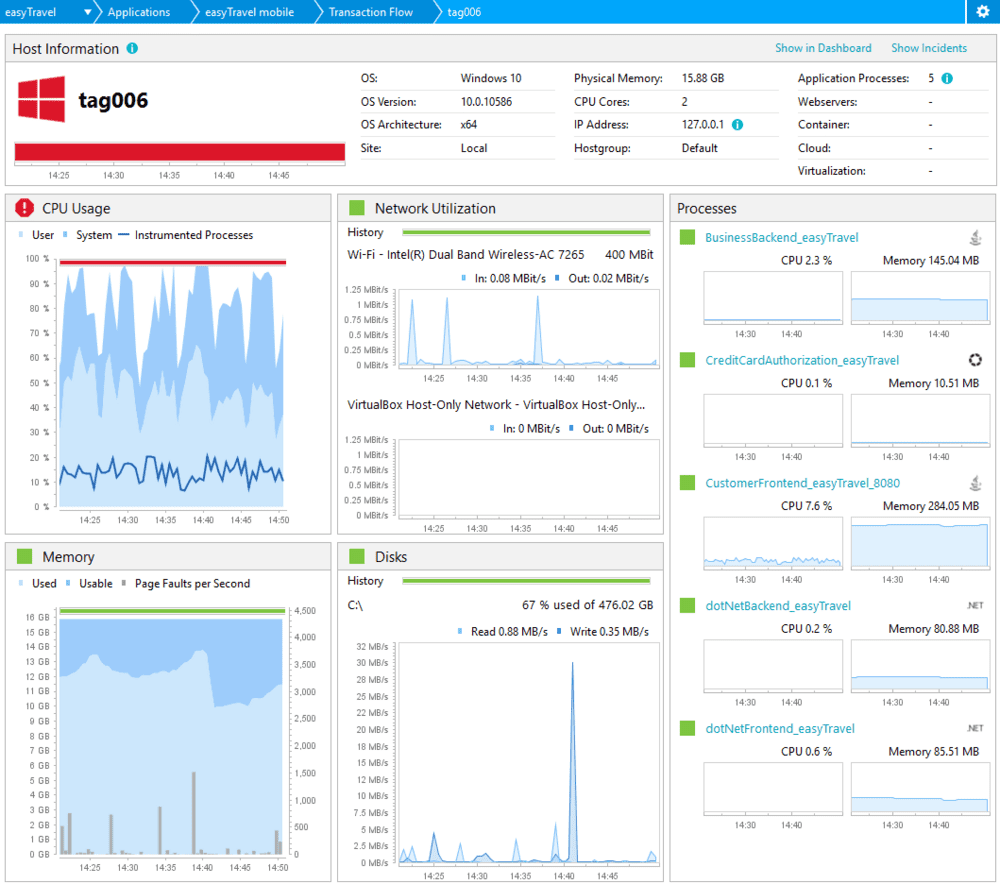 easyTravel Applications easyTravel mobile Transaction Flow tag006
Host Information Show in Dashboard Show Incidents
tag006
14:25 14:30 14:35 14:40 14:45
OS: Windows 10
OS Version: 10.0.10586
OS Architecture: x64
Site: Local
Physical Memory: 15.88 GB
CPU Cores: 2
IP Address: 127.0.0.1
Hostgroup: Default
Application Processes: 5
Webservers: -
Container: -
Cloud: -
Virtualization: -
CPU Usage
User System Instrumented Processes
100 %
90 %
80 %
70 %
60 %
50 %
40 %
30 %
20 %
10 %
0 %
14:25 14:30 14:35 14:40 14:45 14:50
Network Utilization
History
Wi-Fi - Intel(R) Dual Band Wireless-AC 7265 400 MBit
In: 0.08 MBit/s Out: 0.02 MBit/s
1.25 MBit/s
1 MBit/s
0.75 MBit/s
0.5 MBit/s
0.25 MBit/s
0 MBit/s
14:25 14:30 14:35 14:40 14:45
VirtualBox Host-Only Network - VirtualBox Host-Only...
In: 0 MBit/s Out: 0 MBit/s
1.25 MBit/s
1 MBit/s
0.75 MBit/s
0.5 MBit/s
0.25 MBit/s
0 MBit/s
14:25 14:30 14:35 14:40 14:45
Processes
BusinessBackend_easyTravel
CPU 2.3 % Memory 145.04 MB
14:30 14:40 14:30 14:40
CreditCardAuthorization_easyTravel
CPU 0.1 % Memory 10.51 MB
14:30 14:40 14:30 14:40
CustomerFrontend_easyTravel_8080
CPU 7.6 % Memory 284.05 MB
14:30 14:40 14:30 14:40
dotNetBackend_easyTravel .NET
CPU 0.2 % Memory 80.88 MB
14:30 14:40 14:30 14:40
dotNetFrontend_easyTravel .NET
CPU 0.6 % Memory 85.51 MB
14:30 14:40 14:30 14:40
Memory
Used Usable Page Faults per Second
16 GB
15 GB
14 GB
13 GB
12 GB
11 GB
10 GB
9 GB
8 GB
7 GB
6 GB
5 GB
4 GB
3 GB
2 GB
1 GB
0 GB
4,500
4,000
3,500
3,000
2,500
2,000
1,500
1,000
500
0
14:25 14:30 14:35 14:40 14:45 14:50
Disks
History
C:\ 67 % used of 476.02 GB
Read 0.88 MB/s Write 0.35 MB/s
32 MB/s
30 MB/s
28 MB/s
25 MB/s
22 MB/s
20 MB/s
18 MB/s
15 MB/s
12 MB/s
10 MB/s
7.5 MB/s
5 MB/s
2.5 MB/s
0 MB/s
14:25 14:30 14:35 14:40 14:45